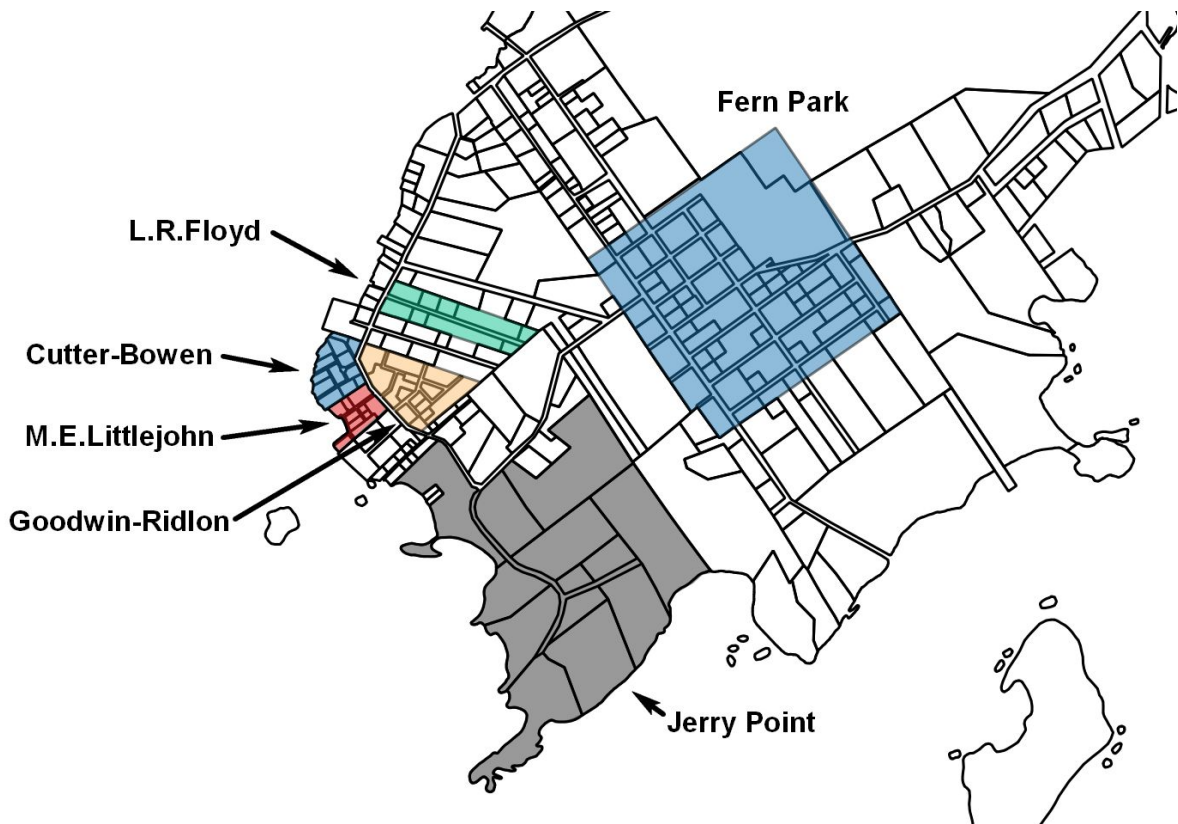 Fern Park
L.R.Floyd
Cutter-Bowen
M.E.Littlejohn
Goodwin-Ridlon
Jerry Point